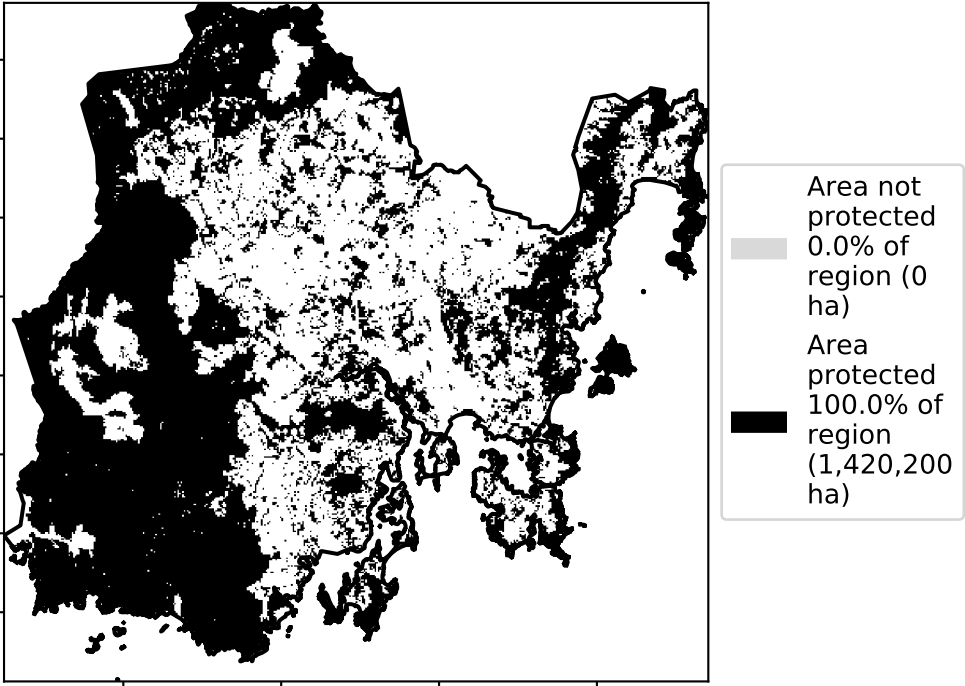 Area not
protected
0.0% of
region (0
ha)
Area
protected
100.0% of
region
(1,420,200
ha)